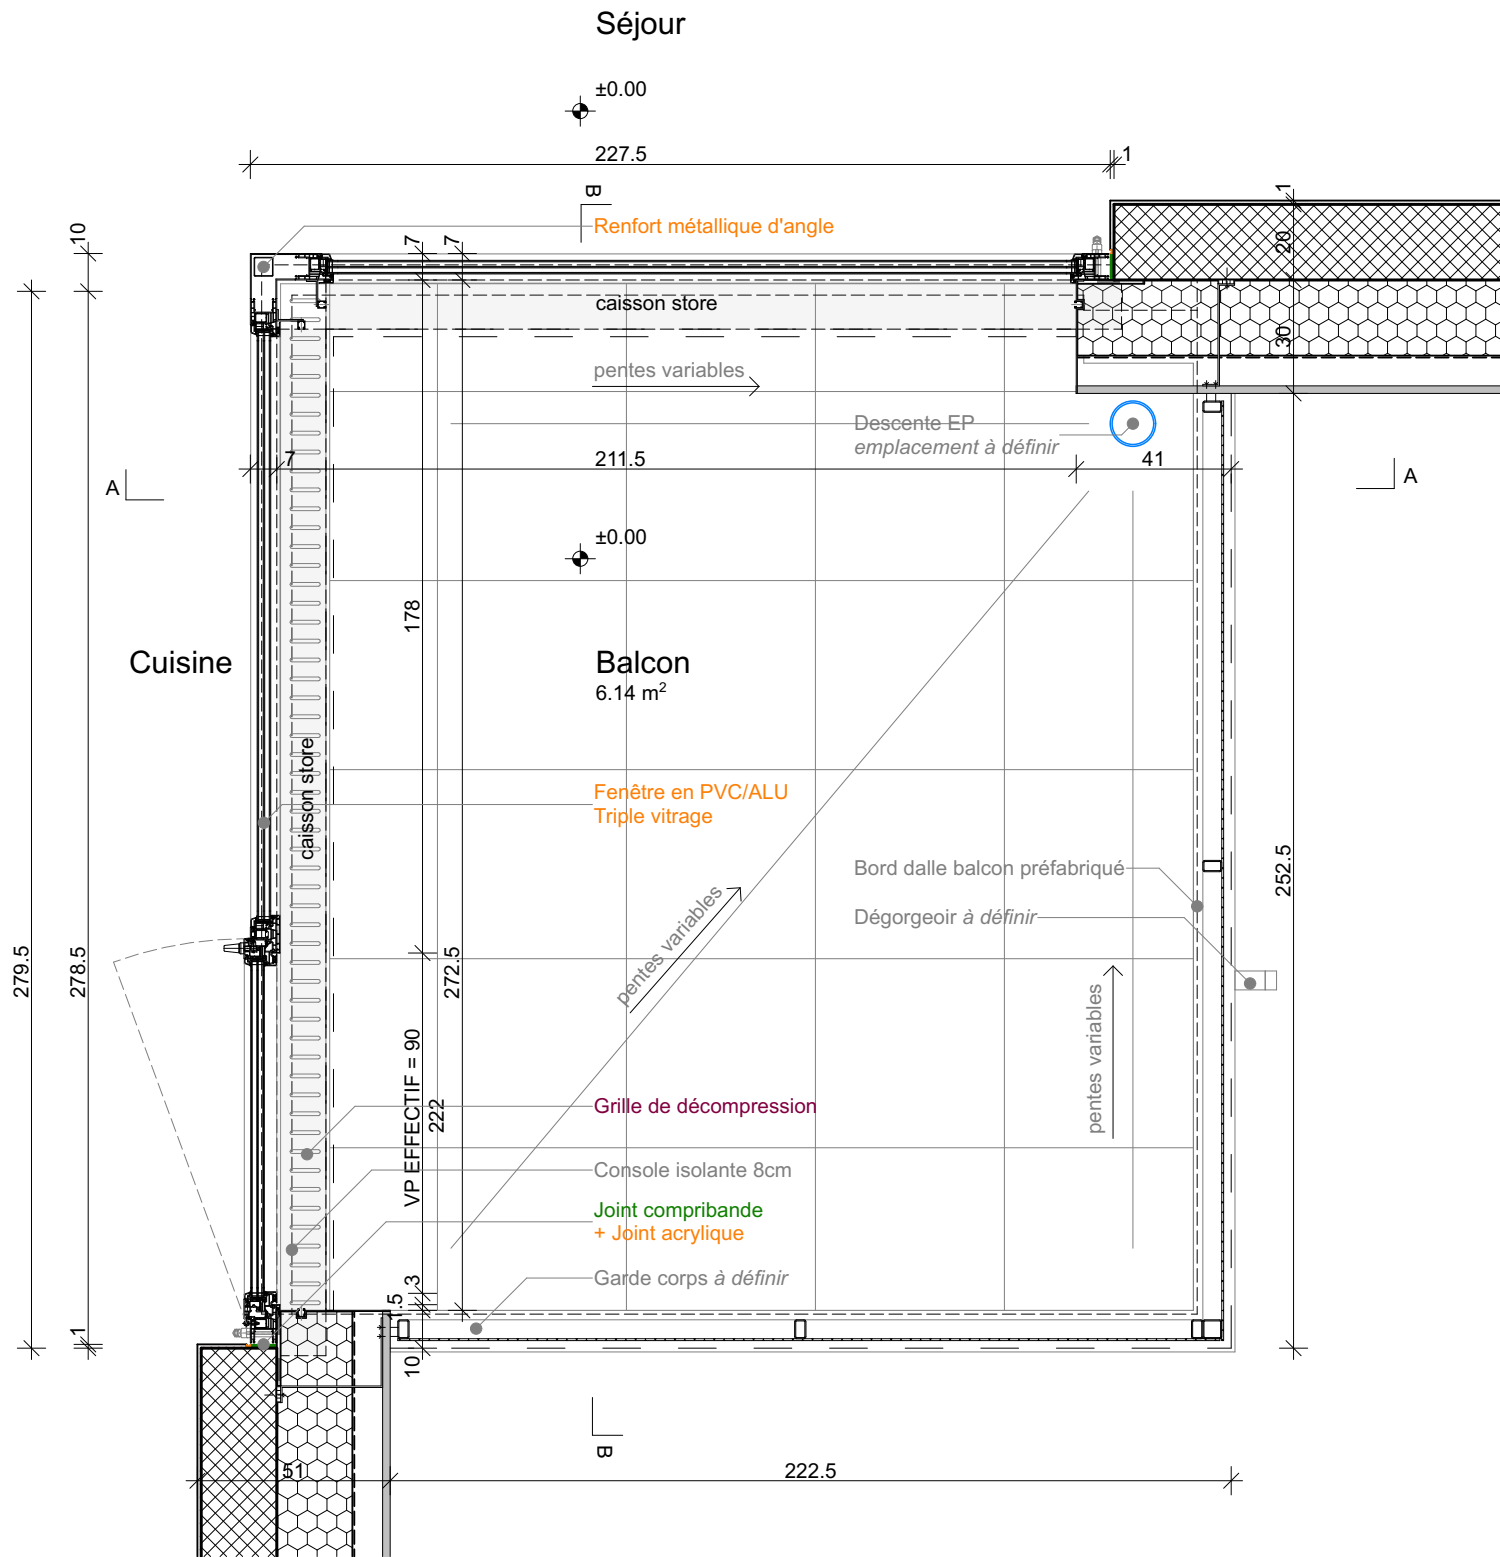 Séjour
±0.00
227.5
1
B
Renfort métallique d'angle
10
7
7
1
20
30
caisson store
pentes variables
Descente EP
emplacement à définir
7
211.5
41
A
A
±0.00
178
Cuisine
Balcon
6.14 m²
caisson store
Fenêtre en PVC/ALU
Triple vitrage
Bord dalle balcon préfabriqué
Dégorgeoir à définir
252.5
279.5
278.5
272.5
pentes variables
pentes variables
VP EFFECTIF = 90
222
Grille de décompression
Console isolante 8cm
Joint compribande
+ Joint acrylique
Garde corps à définir
3
1
10
B
51
222.5